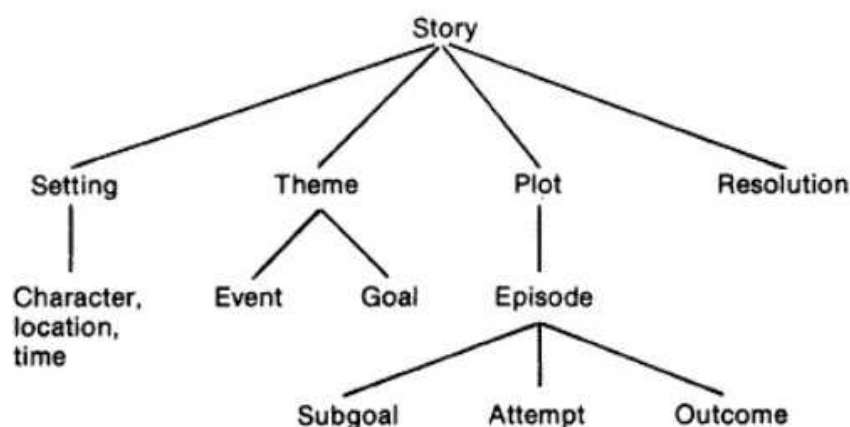 Story
Setting Theme Plot Resolution
Character, Event Goal Episode
location,
time
Subgoal Attempt Outcome